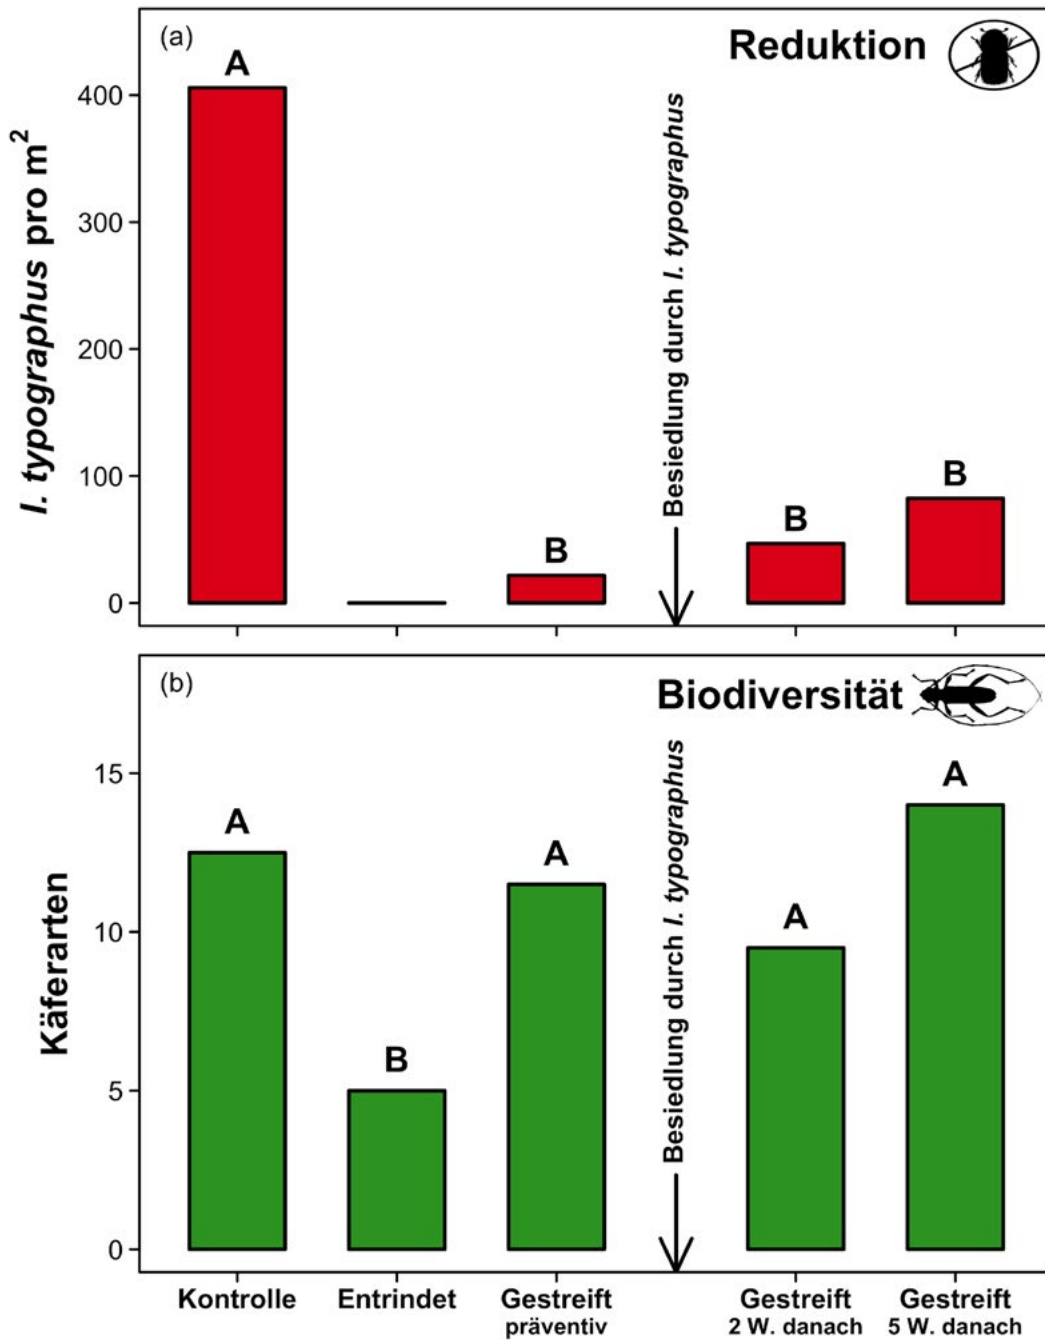 (a)
Reduktion
A
B
B
B
400
300
200
100
0
I. typographus pro m²
Besiedlung durch I. typographus
(b)
Biodiversität
A
B
A
A
A
15
10
5
0
Käferarten
Besiedlung durch I. typographus
Kontrolle
Entrindet
Gestreift
präventiv
Gestreift
2 W. danach
Gestreift
5 W. danach